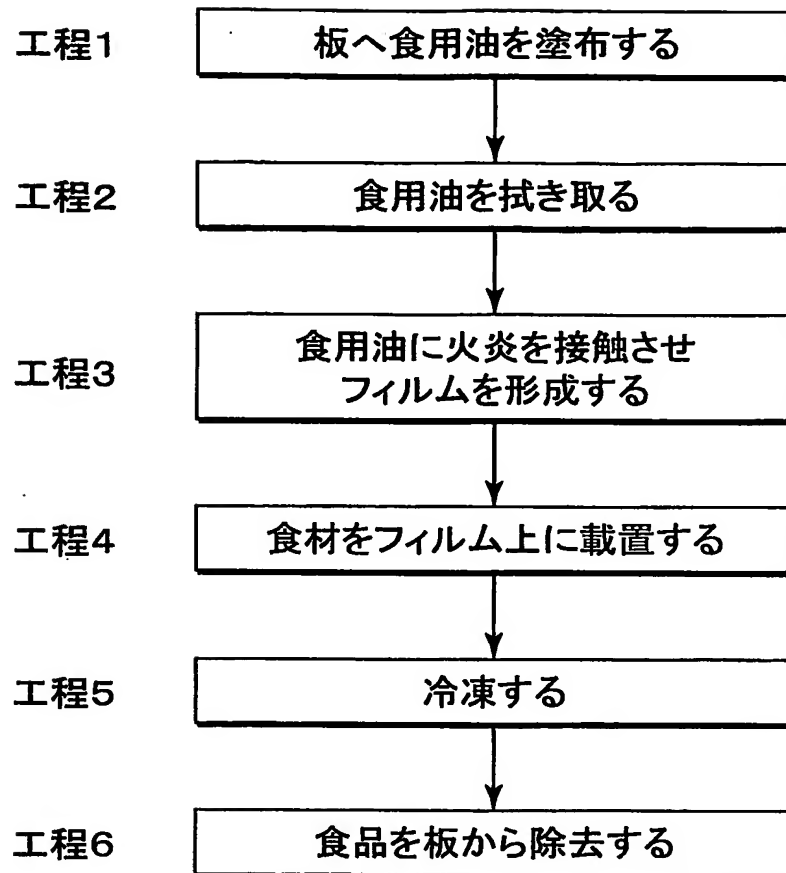 工程1 板へ食用油を塗布する
工程2 食用油を拭き取る
工程3 食用油に火炎を接触させ
フィルムを形成する
工程4 食材をフィルム上に載置する
工程5 冷凍する
工程6 食品を板から除去する